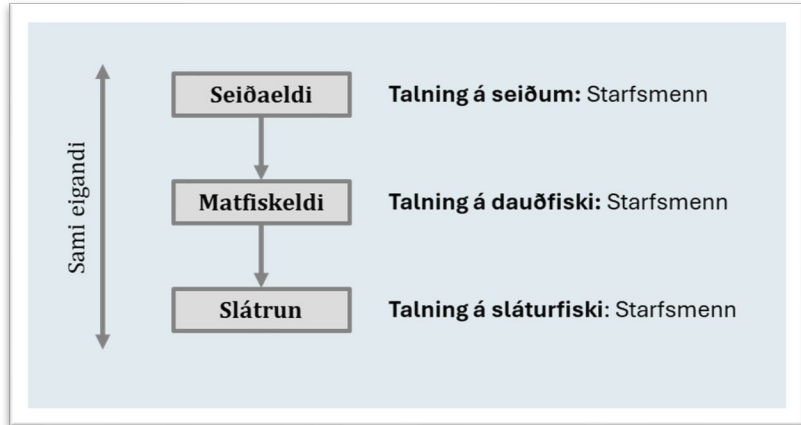 Sami eigandi
Seiðaeldi
Talning á seiðum: Starfsmenn
Matfiskeldi
Talning á dauðfiski: Starfsmenn
Slátrun
Talning á sláturfiski: Starfsmenn